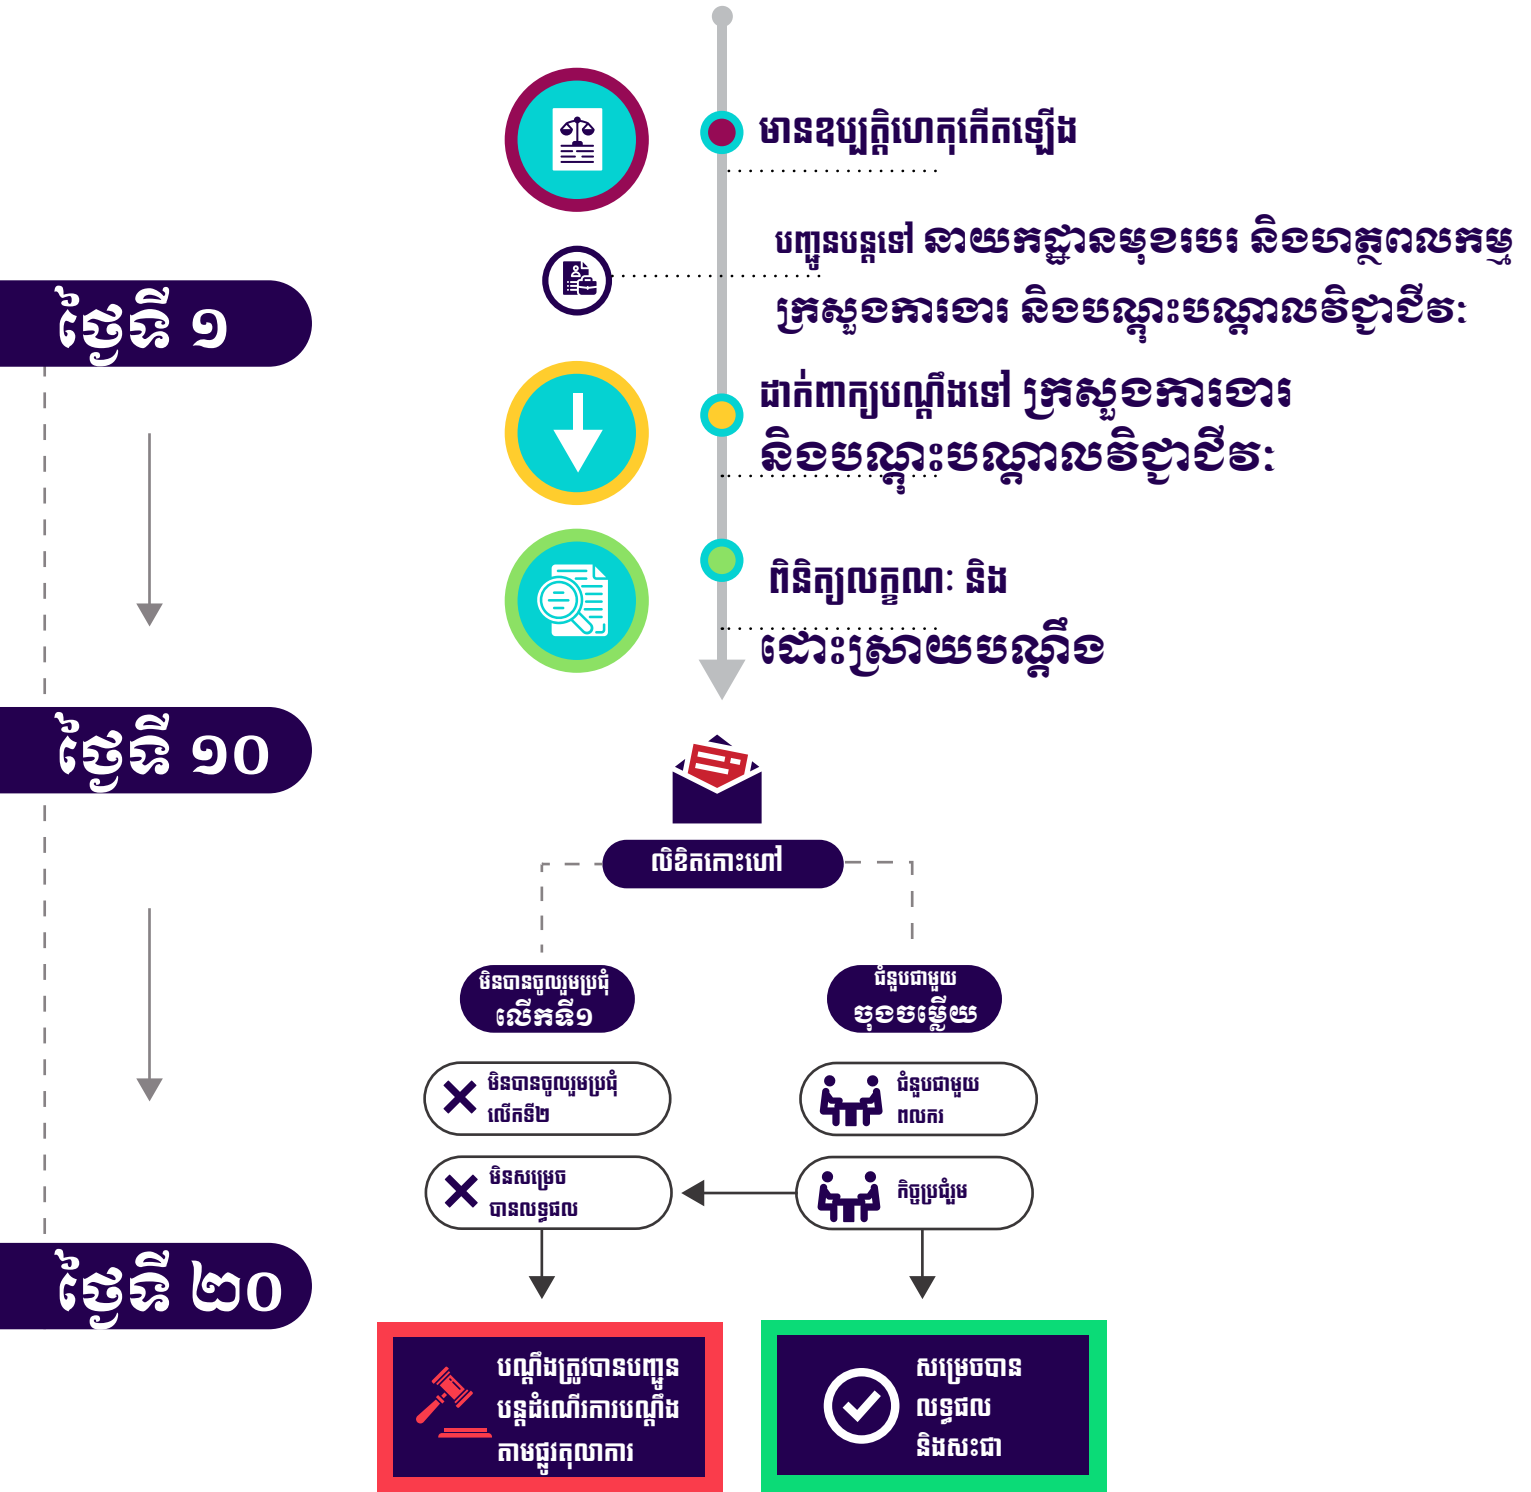 មានឧប្បត្តិហេតុកើតឡើង
បញ្ជូនបន្តទៅ នាយកដ្ឋានមុខរបរ និងហត្ថពលកម្ម
ក្រសួងការងារ និងបណ្តុះបណ្តាលវិជ្ជាជីវៈ
ថ្ងៃទី ១
ដាក់ពាក្យបណ្តឹងទៅ ក្រសួងការងារ
និងបណ្តុះបណ្តាលវិជ្ជាជីវៈ
ពិនិត្យលក្ខណៈ និង
ដោះស្រាយបណ្តឹង
ថ្ងៃទី ១០
លិខិតកោះហៅ
មិនបានចូលរួមប្រជុំ
លើកទី១
ជំនួបជាមួយ
ចុងចម្លើយ
មិនបានចូលរួមប្រជុំ
លើកទី២
ជំនួបជាមួយ
ពលករ
មិនសម្រេច
បានលទ្ធផល
កិច្ចប្រជុំរួម
ថ្ងៃទី ២០
បណ្តឹងត្រូវបានបញ្ជូន
បន្តដំណើរការបណ្តឹង
តាមផ្លូវតុលាការ
សម្រេចបាន
លទ្ធផល
និងសះជា